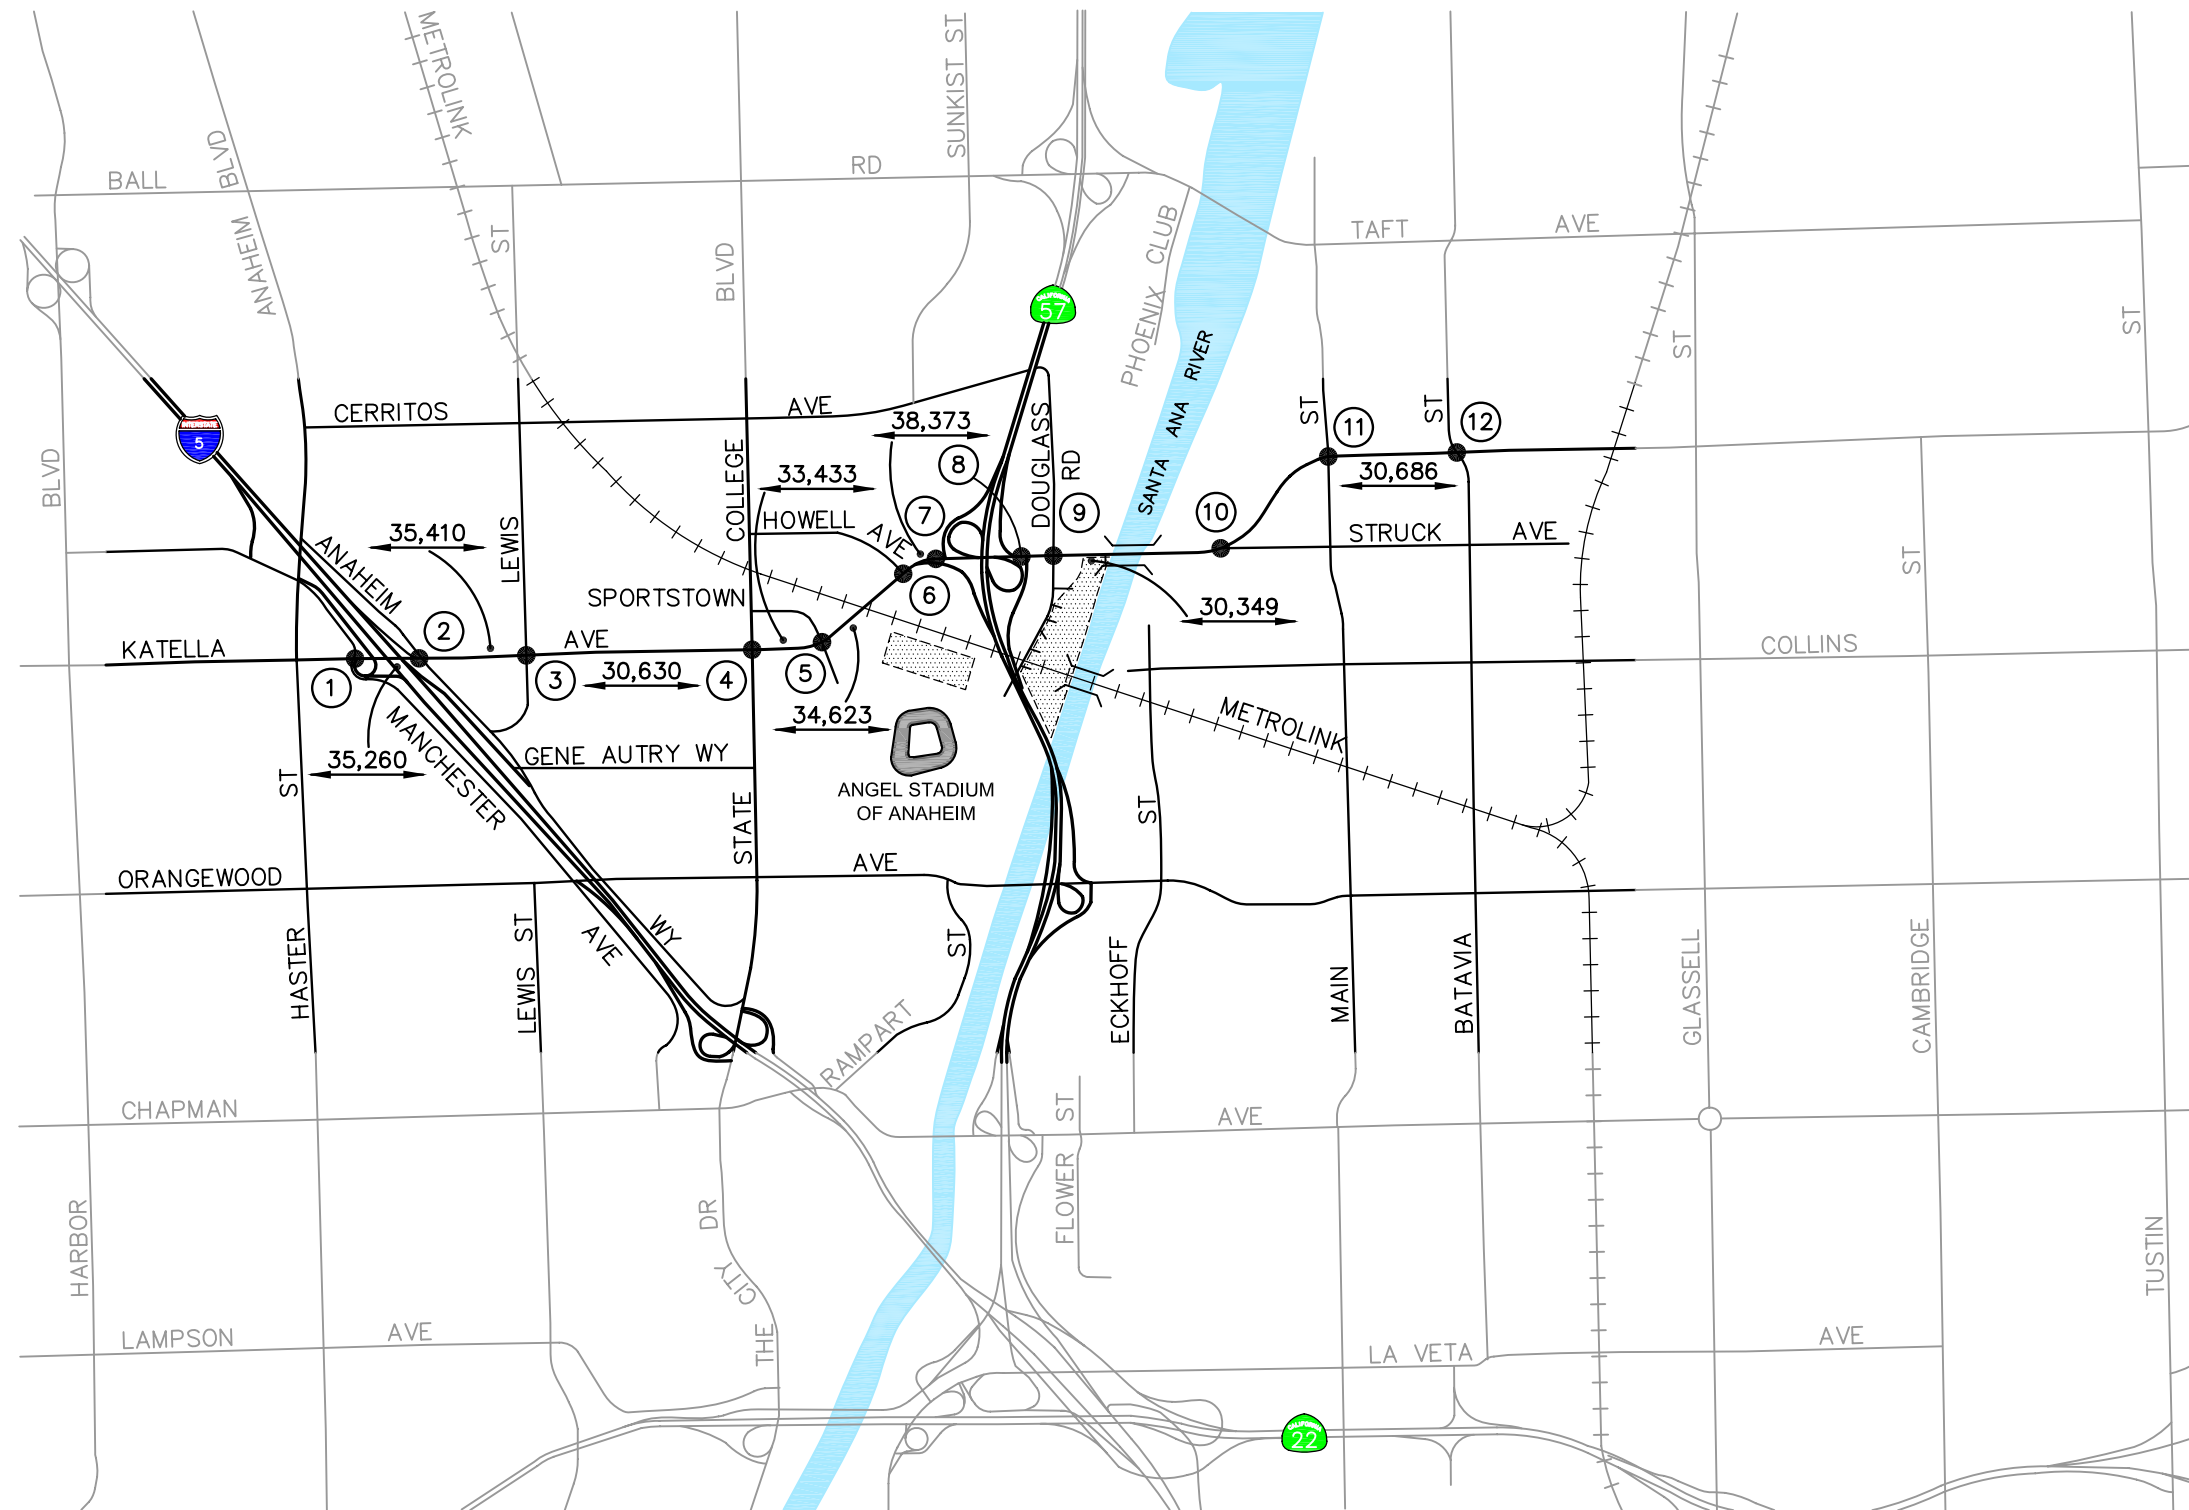 METROLINK
SUNKIST ST
BALL
BLVD
RD
ANAHEIM
ST
BLVD
PHOENIX CLUB
TAFT
AVE
CALIFORNIA
57
SANTA ANA RIVER
ST
ST
INTERSTATE
5
BLVD
CERRITOS
AVE
38,373
DOUGLASS
RD
ST
ST
11
12
COLLEGE
33,433
8
30,686
35,410
ANAHEIM
LEWIS
HOWELL
AVE
7
9
10
STRUCK
AVE
ST
SPORTSTOWN
6
30,349
KATELLA
2
AVE
COLLINS
1
3
30,630
4
5
34,623
METROLINK
MANCHESTER
35,260
ST
GENE AUTRY WY
ANGEL STADIUM
OF ANAHEIM
ST
STATE
ORANGEWOOD
AVE
HASTER
LEWIS ST
AVE
WY
ST
ECKHOFF
MAIN
BATAVIA
GLASSELL
CAMBRIDGE
RAMPART
CHAPMAN
ST
AVE
FLOWER
HARBOR
DR
CITY
THE
TUSTIN
LAMPSON
AVE
LA VETA
AVE
CALIFORNIA
22